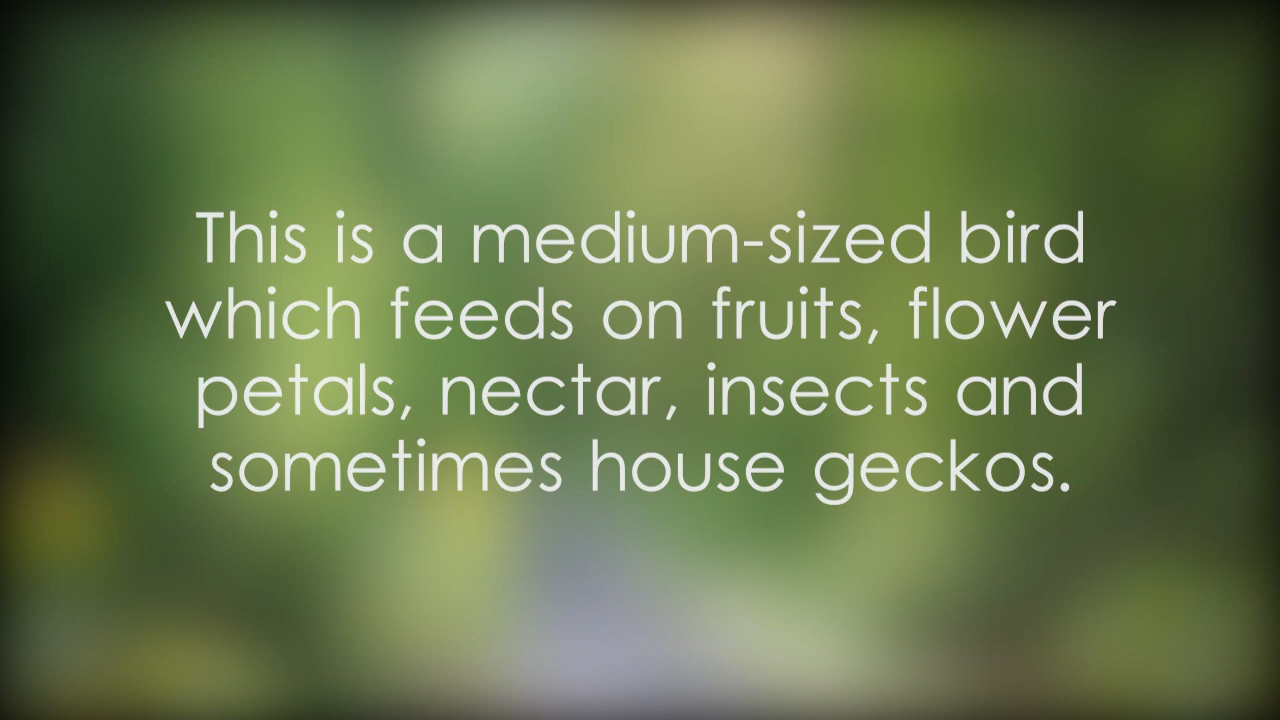 This is a medium-sized bird
which feeds on fruits, flower
petals, nectar, insects and
sometimes house geckos.